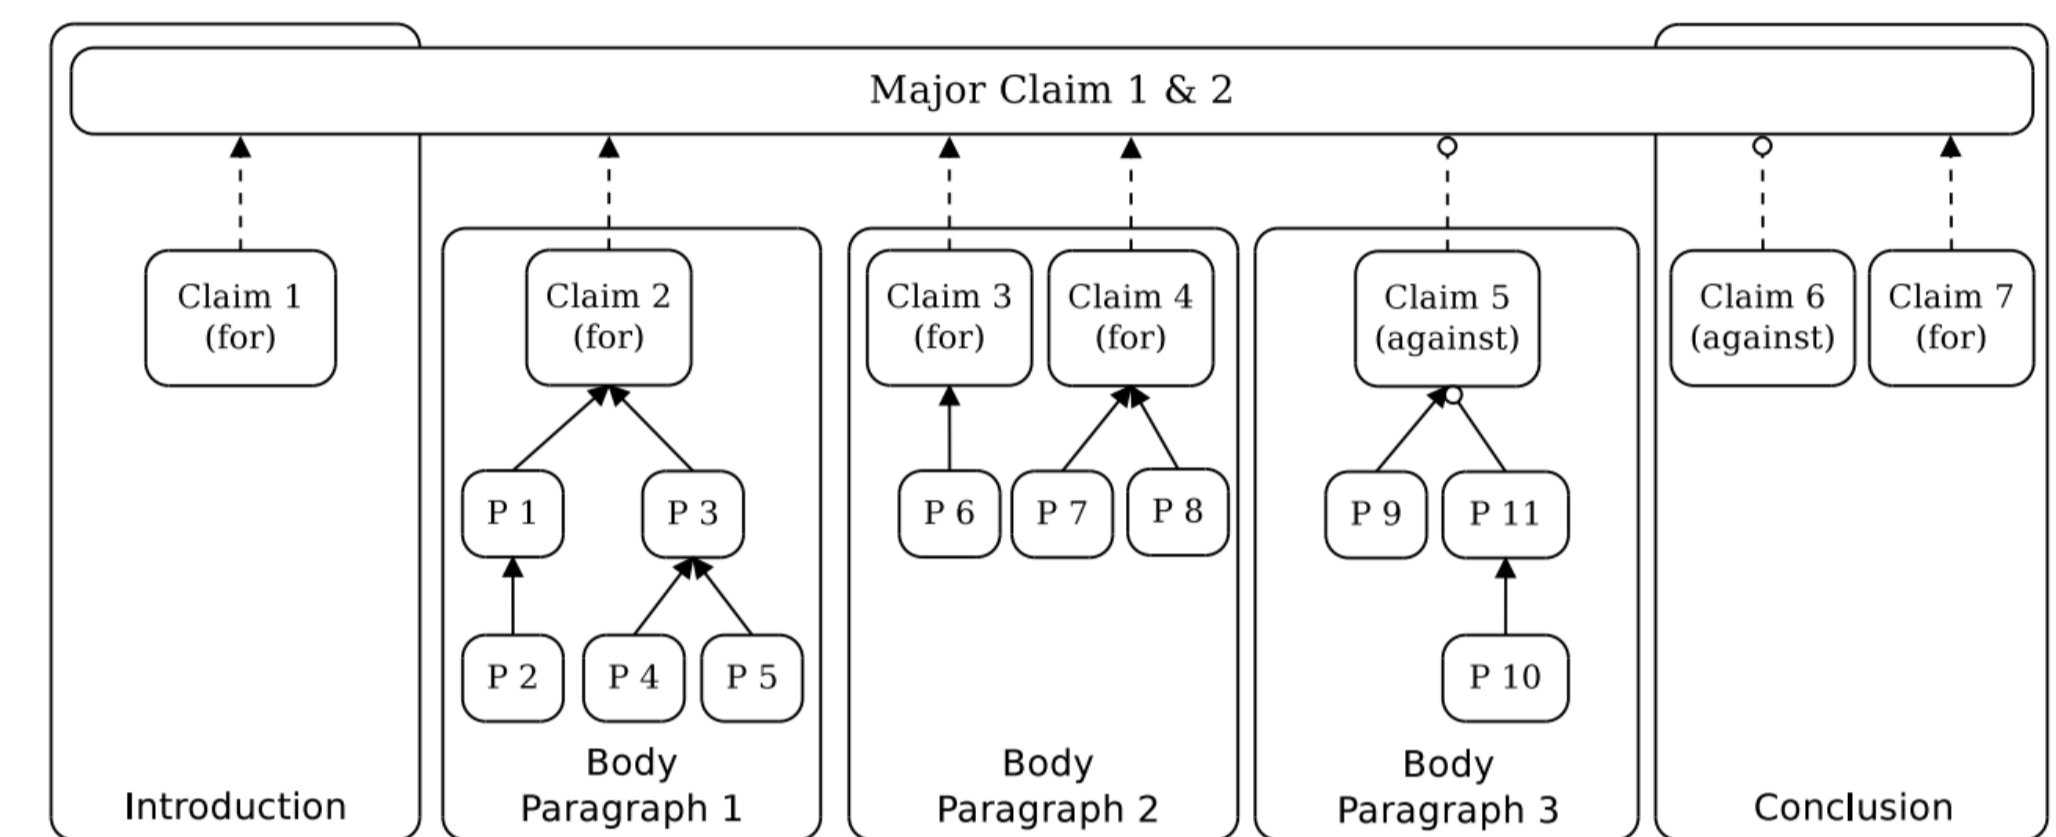 Major Claim 1 & 2
Claim 1
(for)
Claim 2
(for)
Claim 3
(for)
Claim 4
(for)
Claim 5
(against)
Claim 6
(against)
Claim 7
(for)
P 1
P 3
P 6
P 7
P 8
P 9
P 11
P 2
P 4
P 5
P 10
Introduction
Body
Paragraph 1
Body
Paragraph 2
Body
Paragraph 3
Conclusion